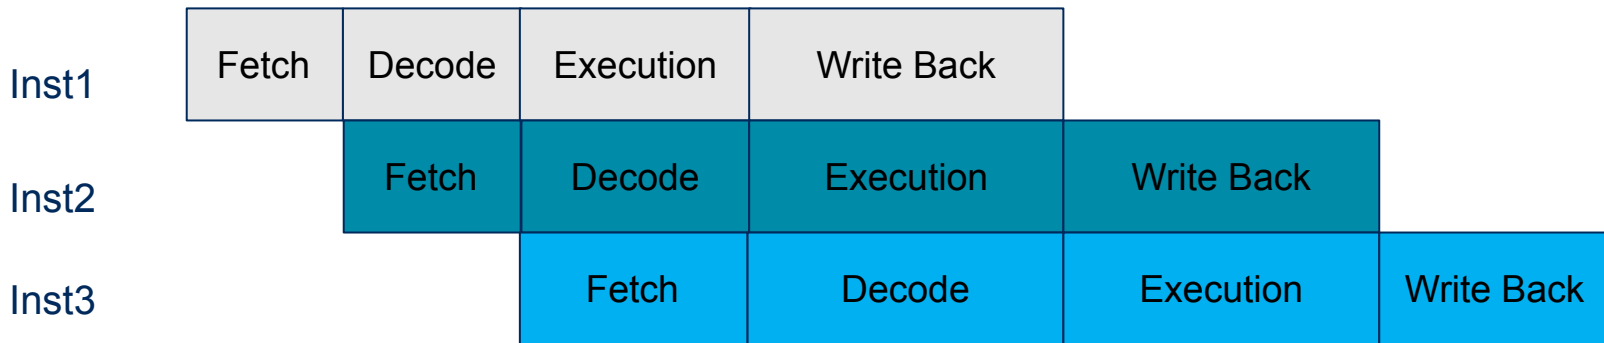 Inst1 Fetch Decode Execution Write Back
Inst2 Fetch Decode Execution Write Back
Inst3 Fetch Decode Execution Write Back